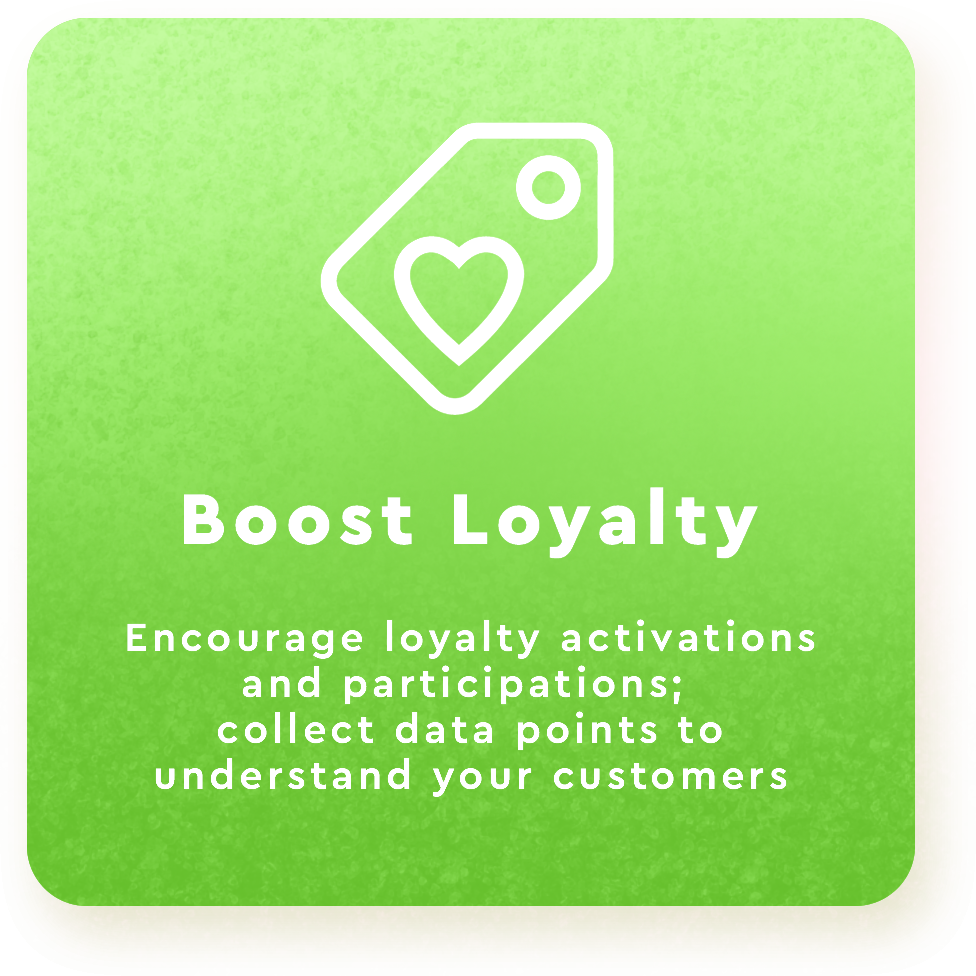 Boost Loyalty
Encourage loyalty activations
and participations;
collect data points to
understand your customers